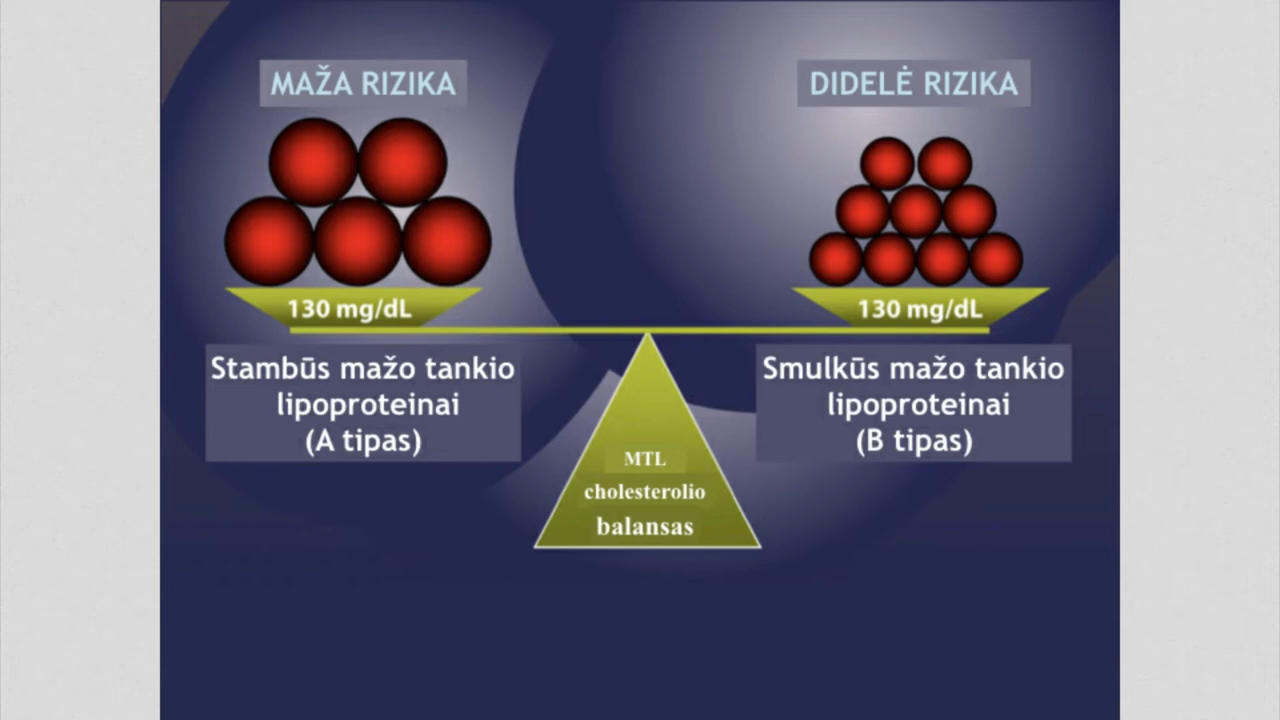 MAŽA RIZIKA
DIDELĖ RIZIKA
130 mg/dL
130 mg/dL
Stambūs mažo tankio
lipoproteinai
(A tipas)
Smulkūs mažo tankio
lipoproteinai
(B tipas)
MTL
cholesterolio
balansas